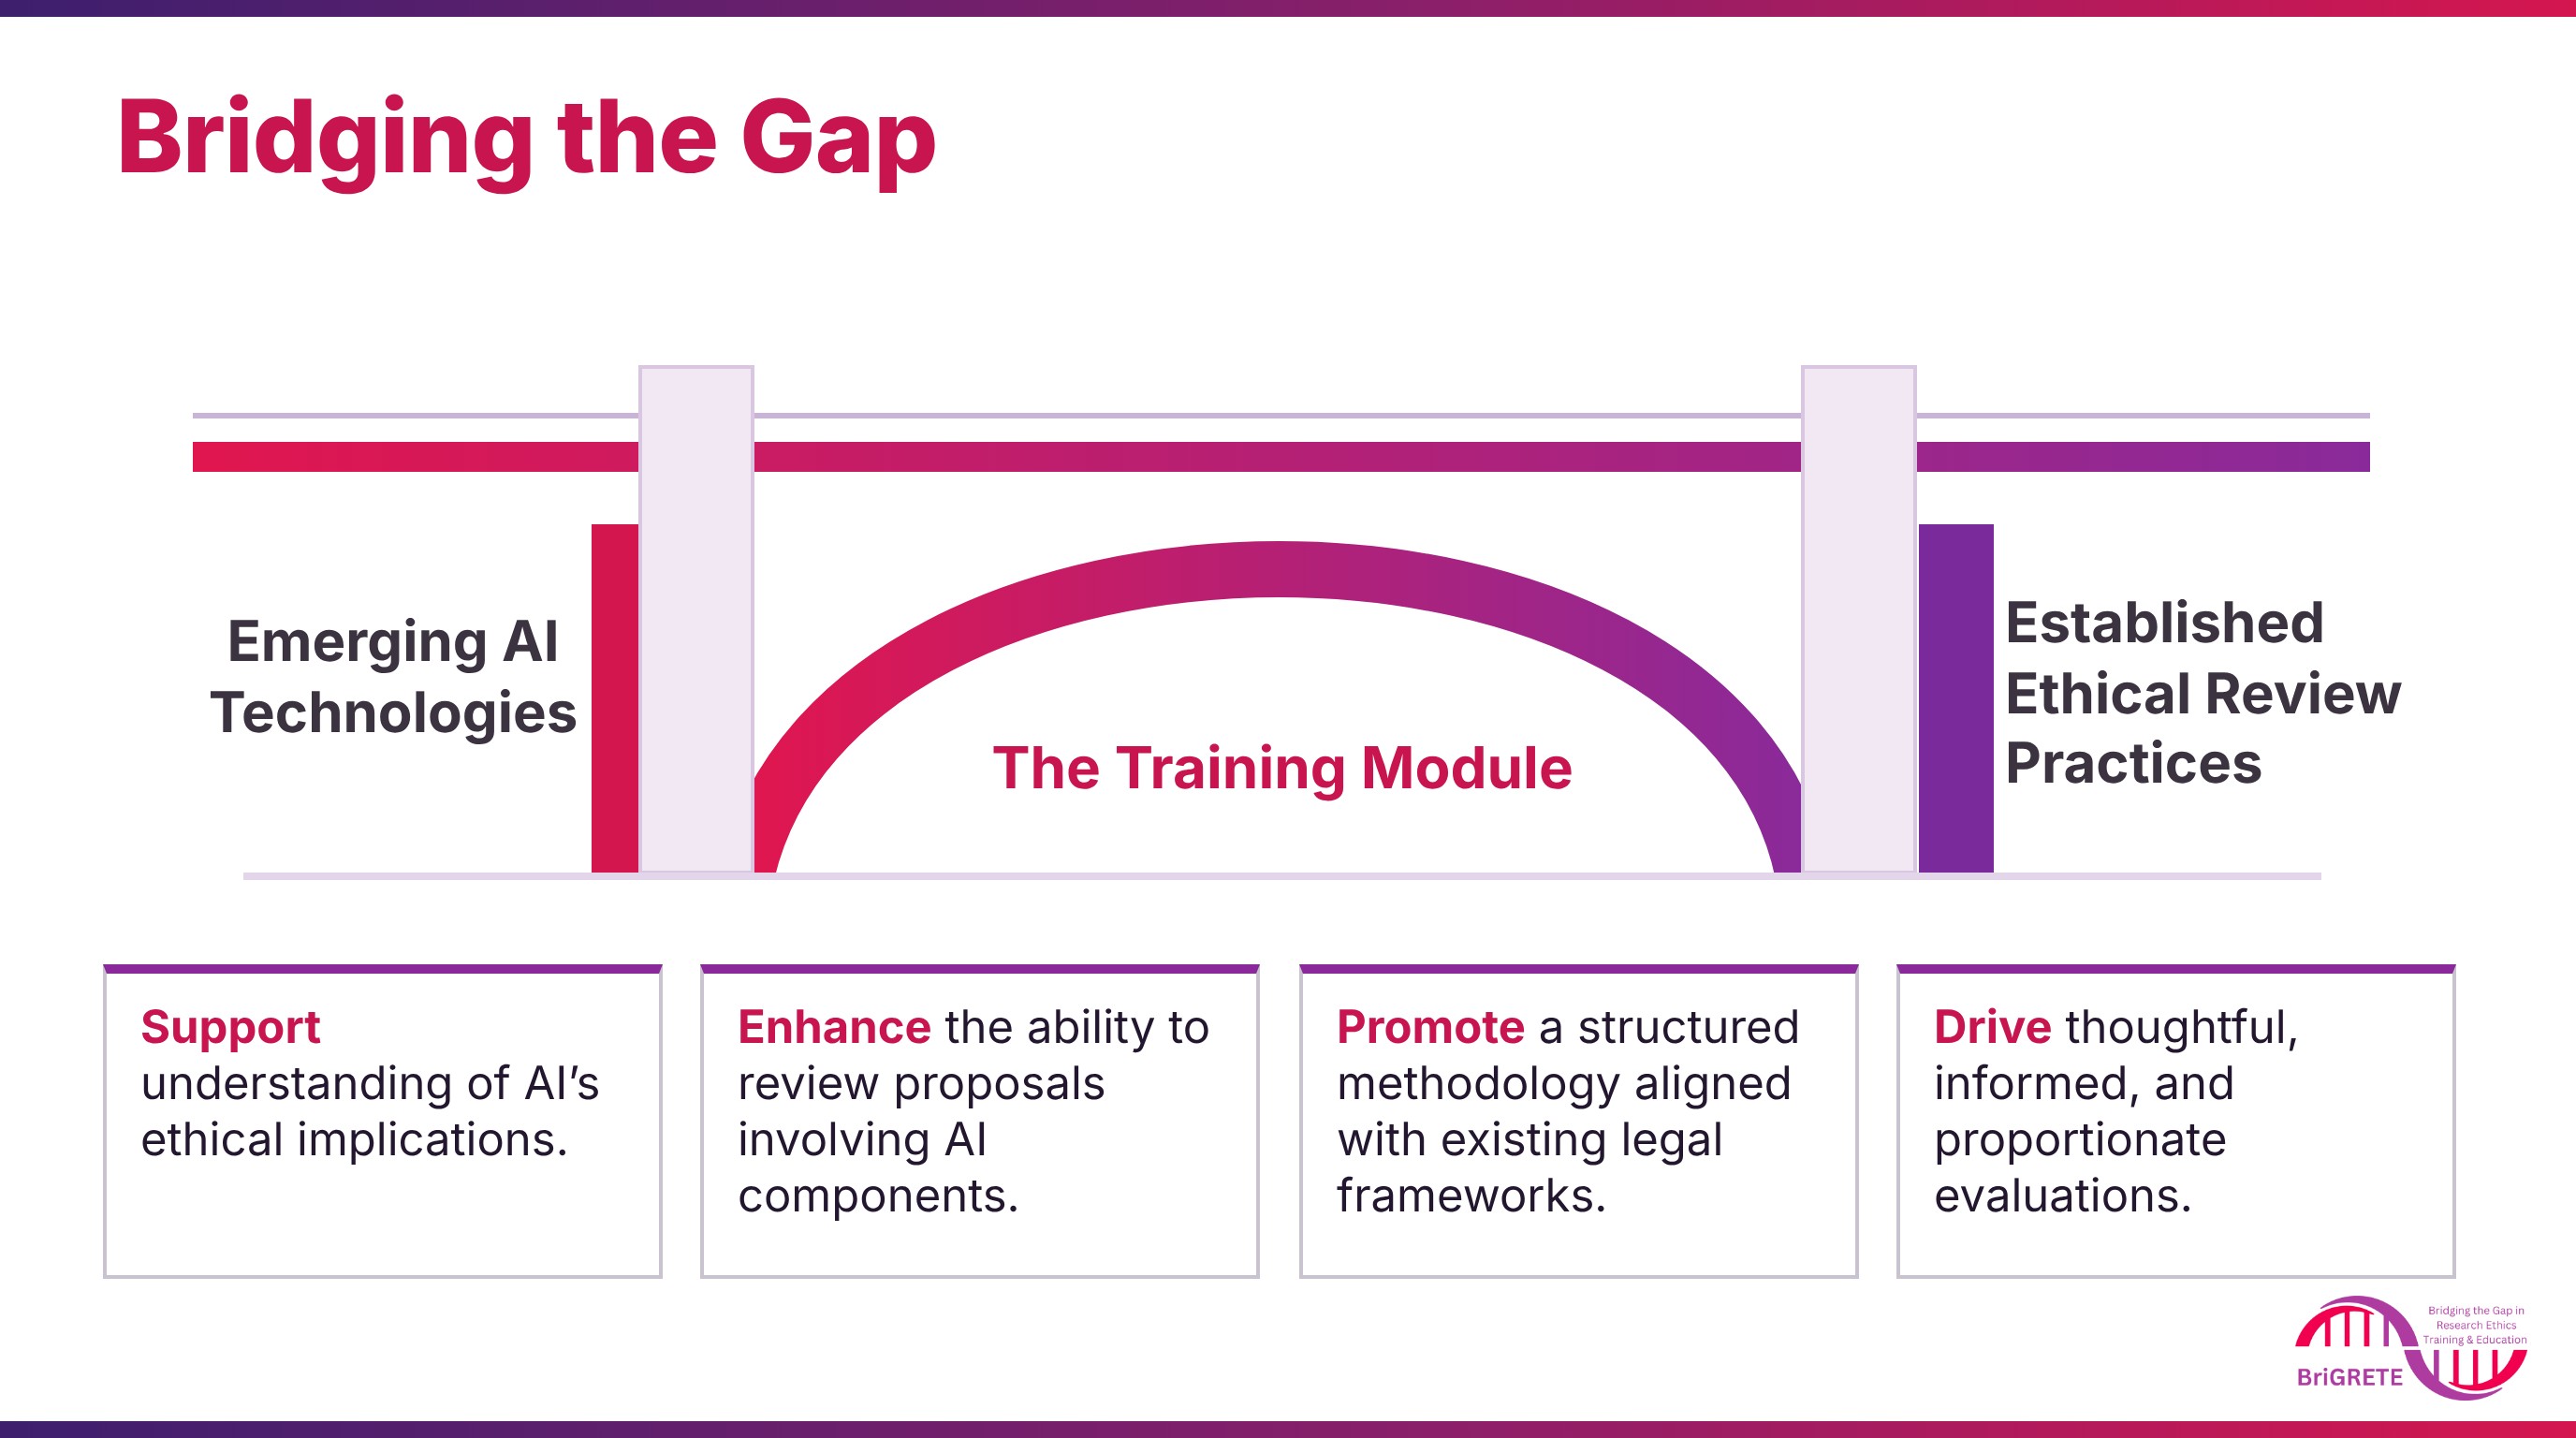 Bridging the Gap
Emerging AI
Technologies
The Training Module
Established
Ethical Review
Practices
Support
understanding of AI’s
ethical implications.
Enhance the ability to
review proposals
involving AI
components.
Promote a structured
methodology aligned
with existing legal
frameworks.
Drive thoughtful,
informed, and
proportionate
evaluations.
Bridging the Gap in
Research Ethics
Training & Education
BriGRETE